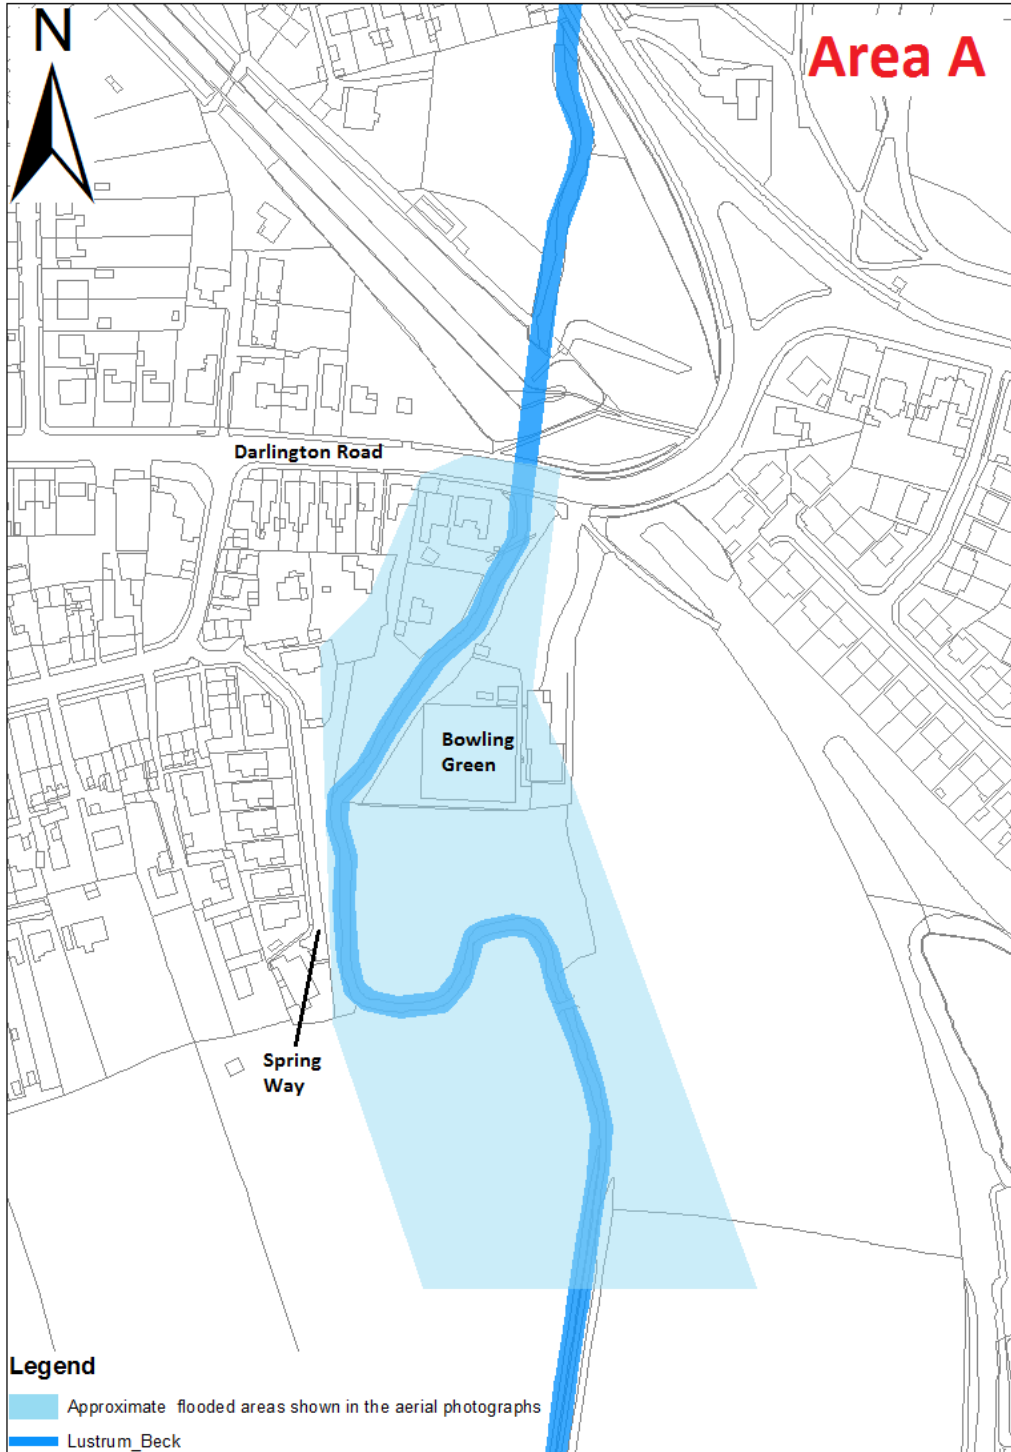 N
Area A
Darlington Road
Bowling
Green
Spring
Way
Legend
Approximate flooded areas shown in the aerial photographs
Lustrum_Beck